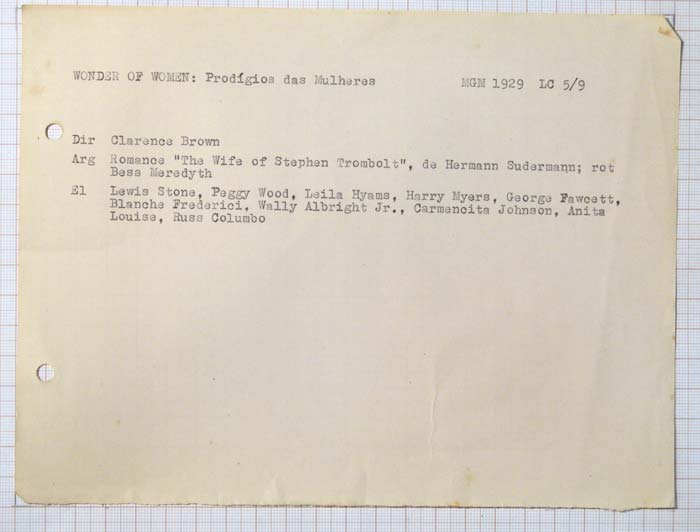 WONDER OF WOMEN: Prodígios das Mulheres MGM 1929 LC 5/9
Dir Clarence Brown
Arg Romance "The Wife of Stephen Trombolt", de Hermann Sudermann; rot
Bess Meredyth
El Lewis Stone, Peggy Wood, Leila Hyams, Harry Myers, George Fawcett,
Blanche Frederici, Wally Albright Jr., Carmencita Johnson, Anita
Louise, Russ Columbo